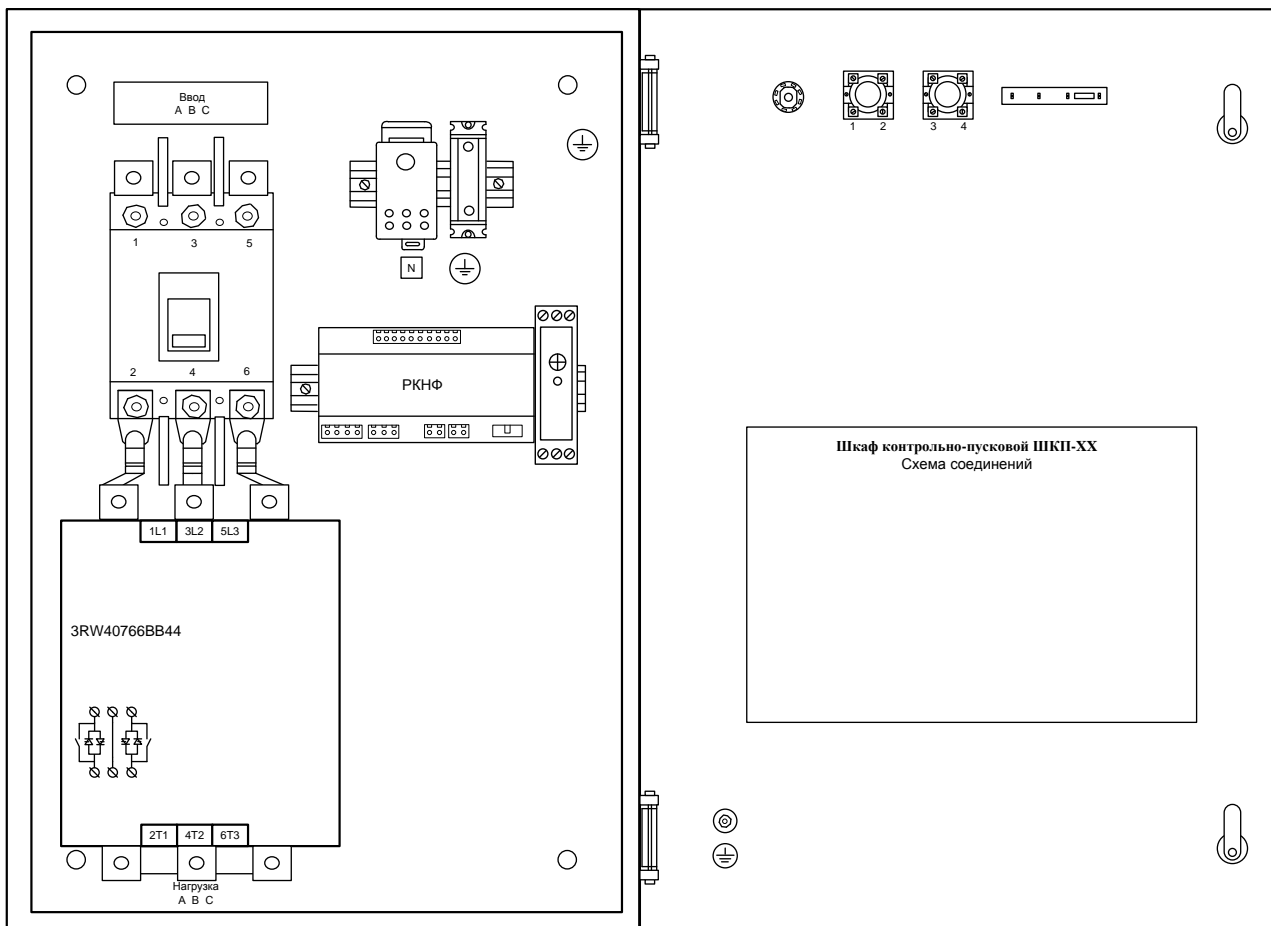 Ввод
A B C
1 3 5
2 4 6
N
РКНФ
1L1 3L2 5L3
3RW40766BB44
2T1 4T2 6T3
Нагрузка
A B C
1 2 3 4
Шкаф контрольно-пусковой ШКП-ХХ
Схема соединений